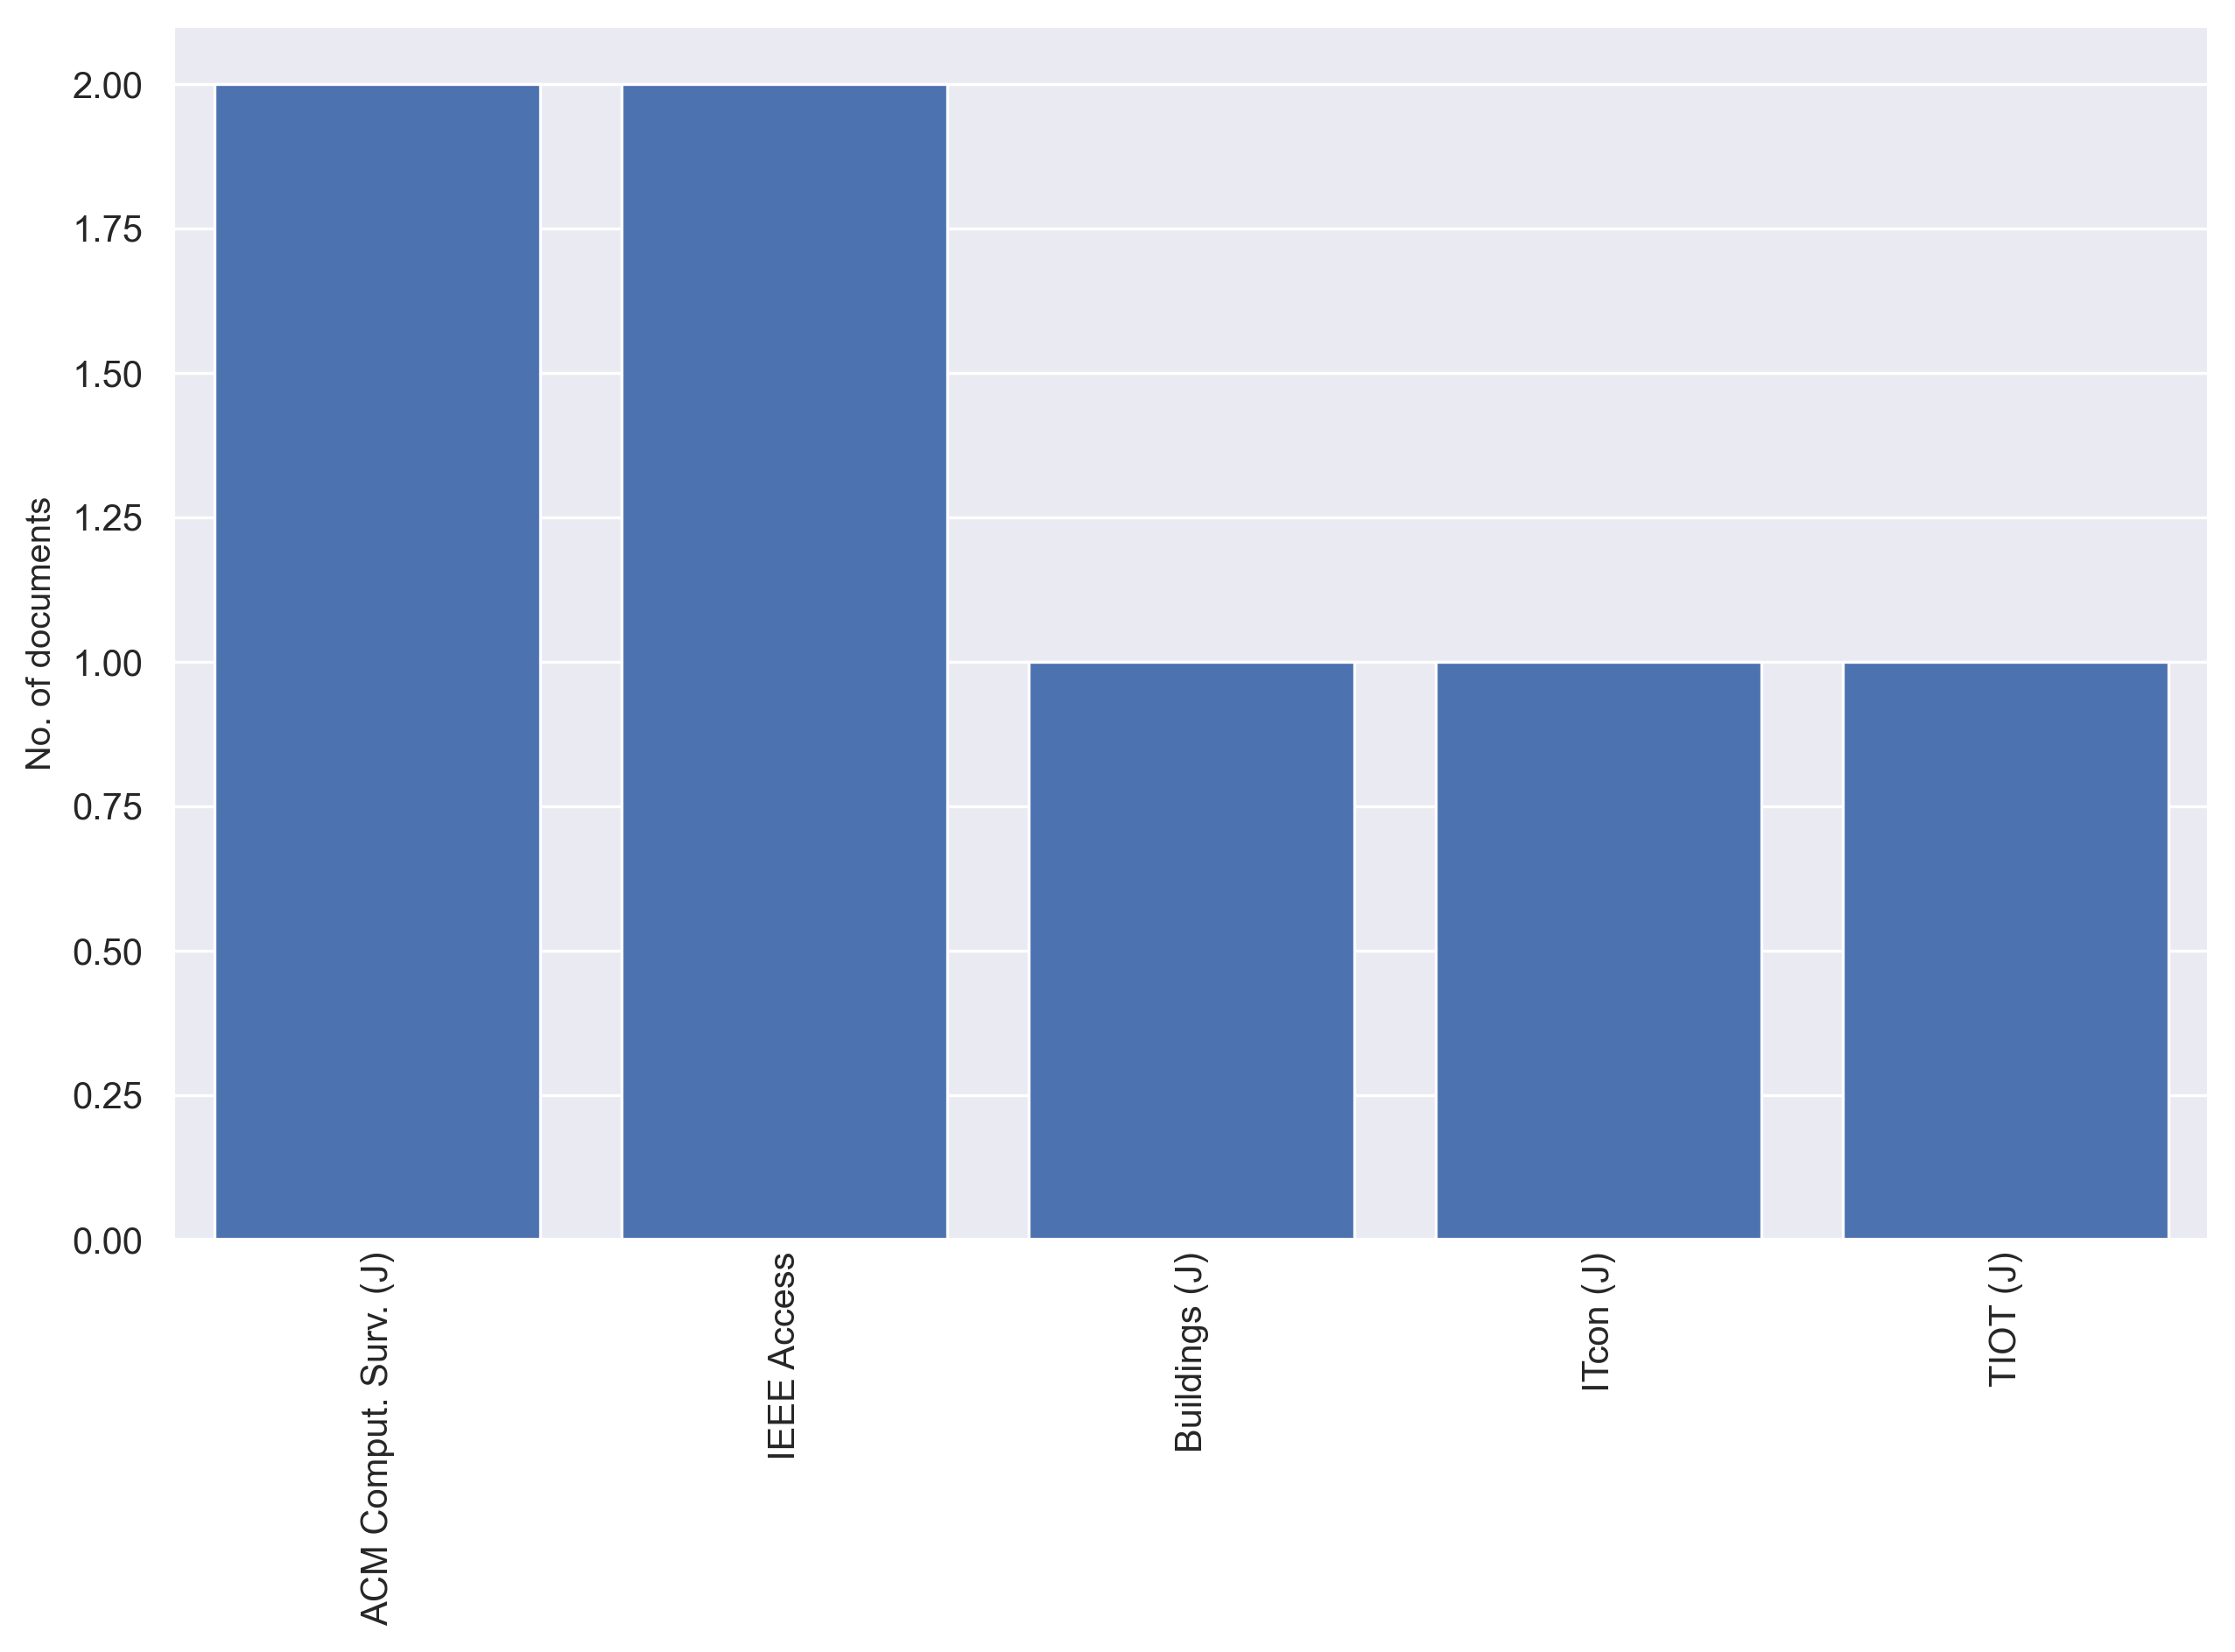 No. of documents
2.00
1.75
1.50
1.25
1.00
0.75
0.50
0.25
0.00
ACM Comput. Surv. (J)
IEEE Access
Buildings (J)
ITcon (J)
TIOT (J)